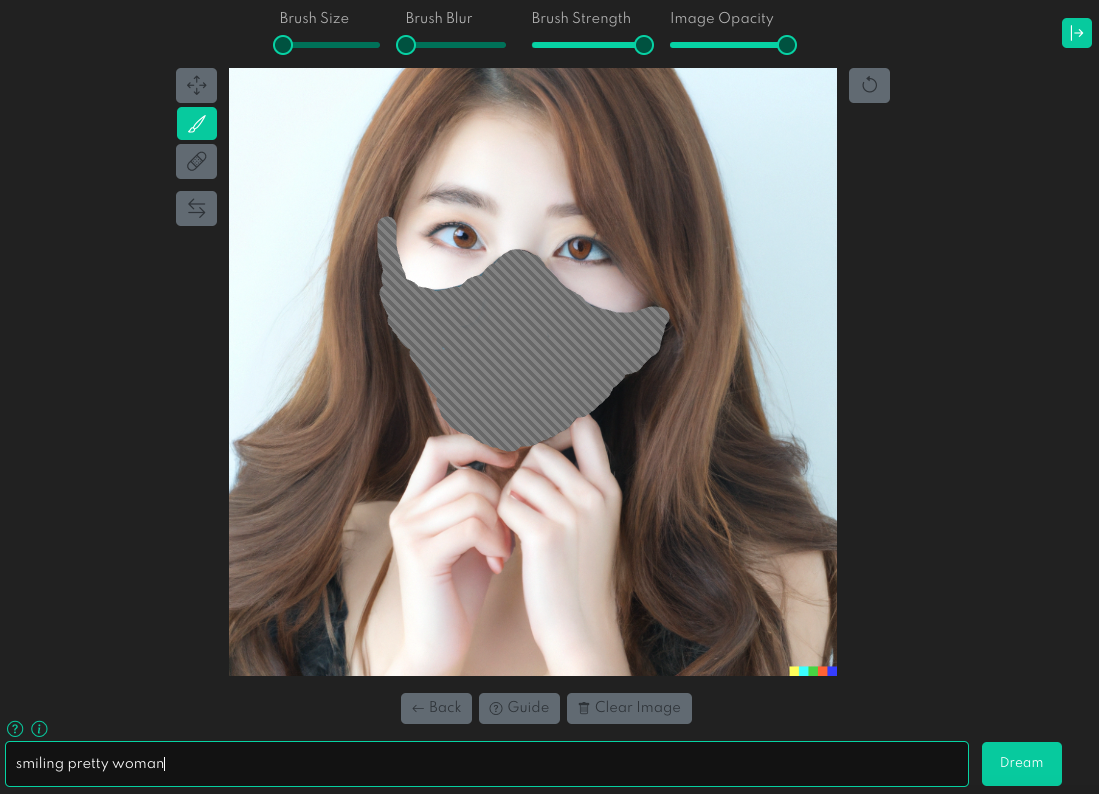 Brush Size
Brush Blur
Brush Strength
Image Opacity
← Back
Guide
Clear Image
smiling pretty woman
Dream